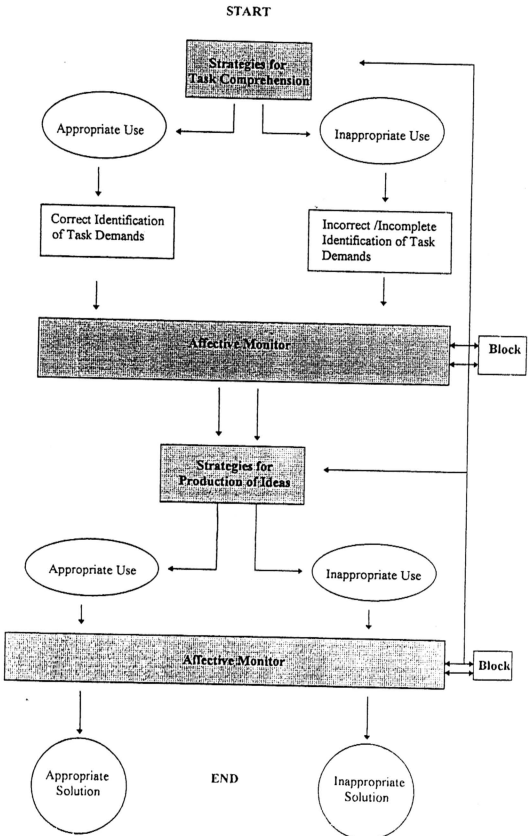 START
Strategies for
Task Comprehension
Appropriate Use
Inappropriate Use
Correct Identification
of Task Demands
Incorrect /Incomplete
Identification of Task
Demands
Affective Monitor
Block
Strategies for
Production of Ideas
Appropriate Use
Inappropriate Use
Affective Monitor
Block
Appropriate
Solution
END
Inappropriate
Solution